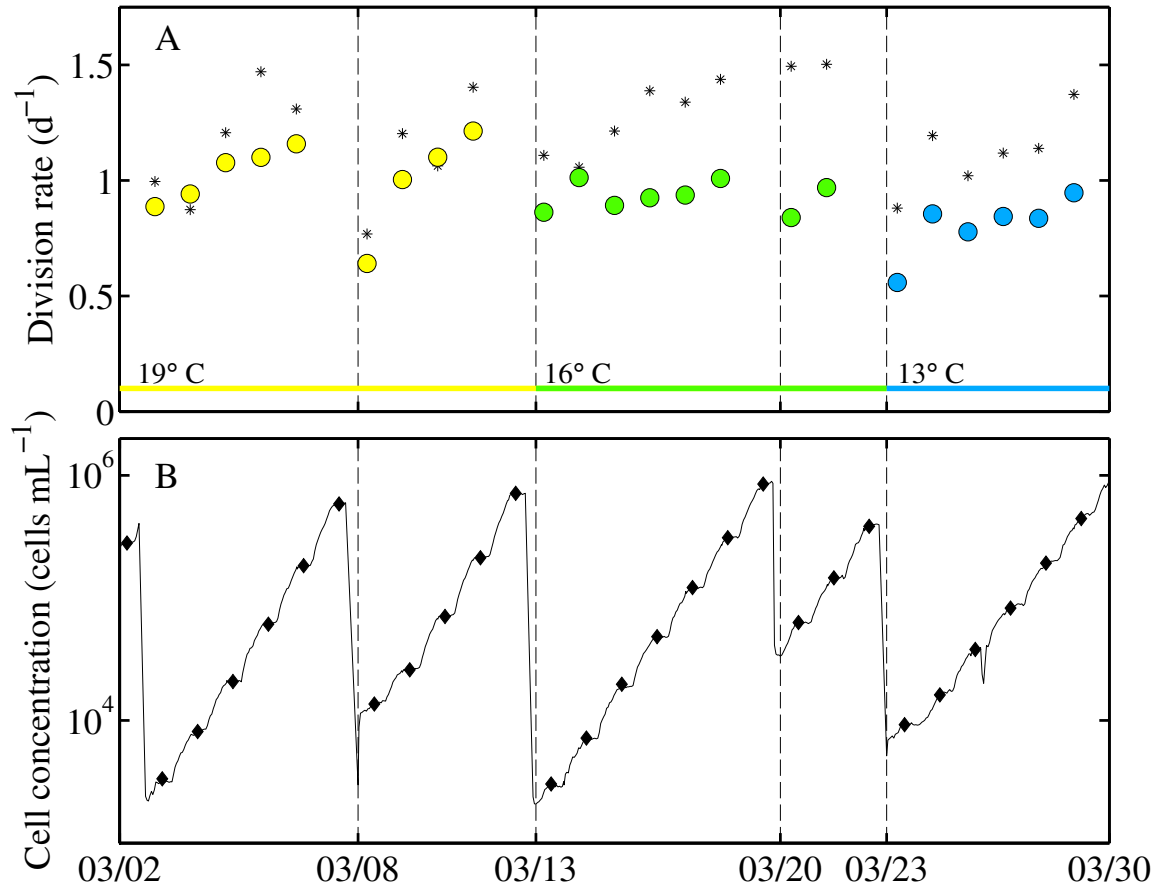 A
Division rate (d⁻¹)
1.5
1
0.5
0
19° C
16° C
13° C
B
Cell concentration (cells mL⁻¹)
10⁶
10⁴
03/02 03/08 03/13 03/20 03/23 03/30